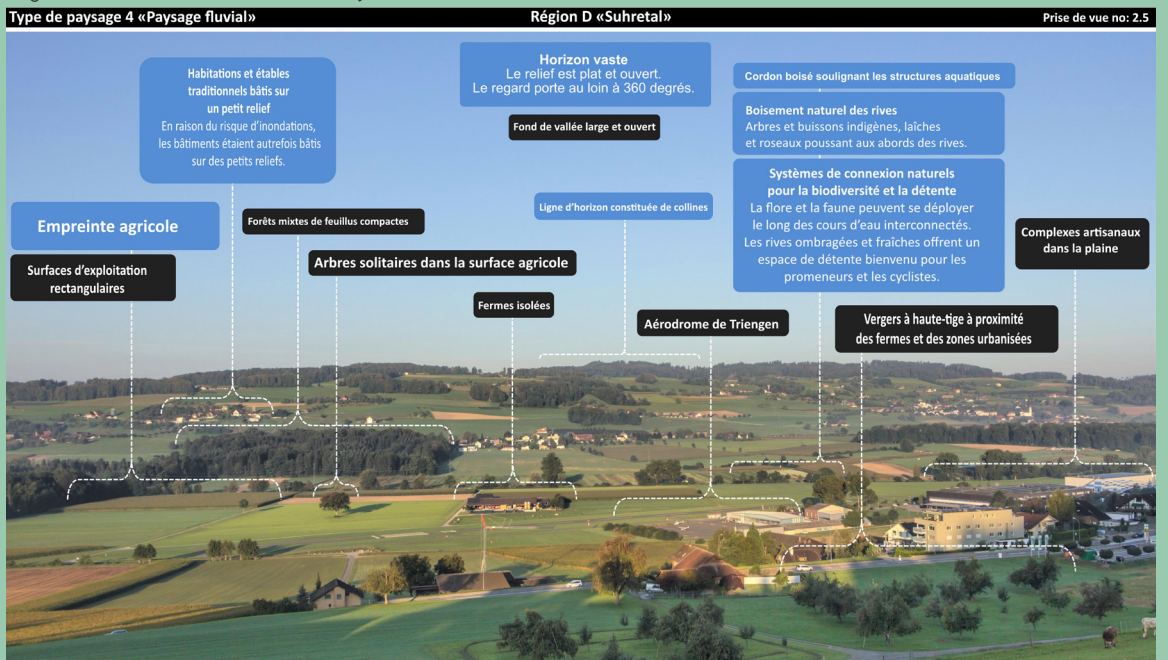 Type de paysage 4 «Paysage fluvial»
Région D «Suhretal»
Prise de vue no: 2.5
Habitations et étables
traditionnels bâtis sur
un petit relief
En raison du risque d’inondations,
les bâtiments étaient autrefois bâtis
sur des petits reliefs.
Horizon vaste
Le relief est plat et ouvert.
Le regard porte au loin à 360 degrés.
Fond de vallée large et ouvert
Cordon boisé soulignant les structures aquatiques
Boisement naturel des rives
Arbres et buissons indigènes, laîches
et roseaux poussant aux abords des rives.
Systèmes de connexion naturels
pour la biodiversité et la détente
La flore et la faune peuvent se déployer
le long des cours d’eau interconnectés.
Les rives ombragées et fraîches offrent un
espace de détente bienvenu pour les
promeneurs et les cyclistes.
Empreinte agricole
Surfaces d’exploitation
rectangulaires
Forêts mixtes de feuillus compactes
Arbres solitaires dans la surface agricole
Ligne d’horizon constituée de collines
Fermes isolées
Aérodrome de Triengen
Vergers à haute-tige à proximité
des fermes et des zones urbanisées
Complexes artisanaux
dans la plaine